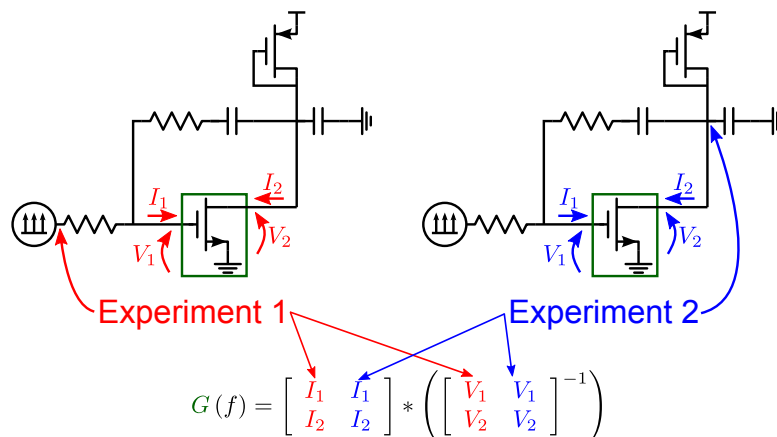 I₁ I₂ I₁ I₂
V₁ V₂ V₁ V₂
Experiment 1 Experiment 2
G (f) = [ I₁ I₁ ; I₂ I₂ ] * ( [ V₁ V₁ ; V₂ V₂ ]⁻¹ )